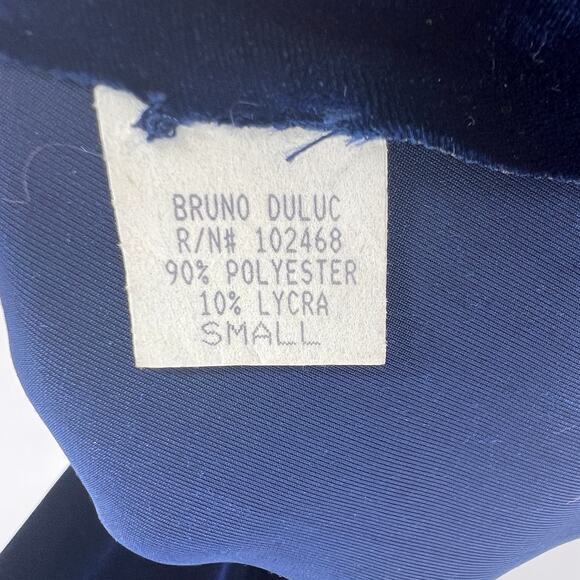 BRUNO DULUC
R/N# 102468
90% POLYESTER
10% LYCRA
SMALL